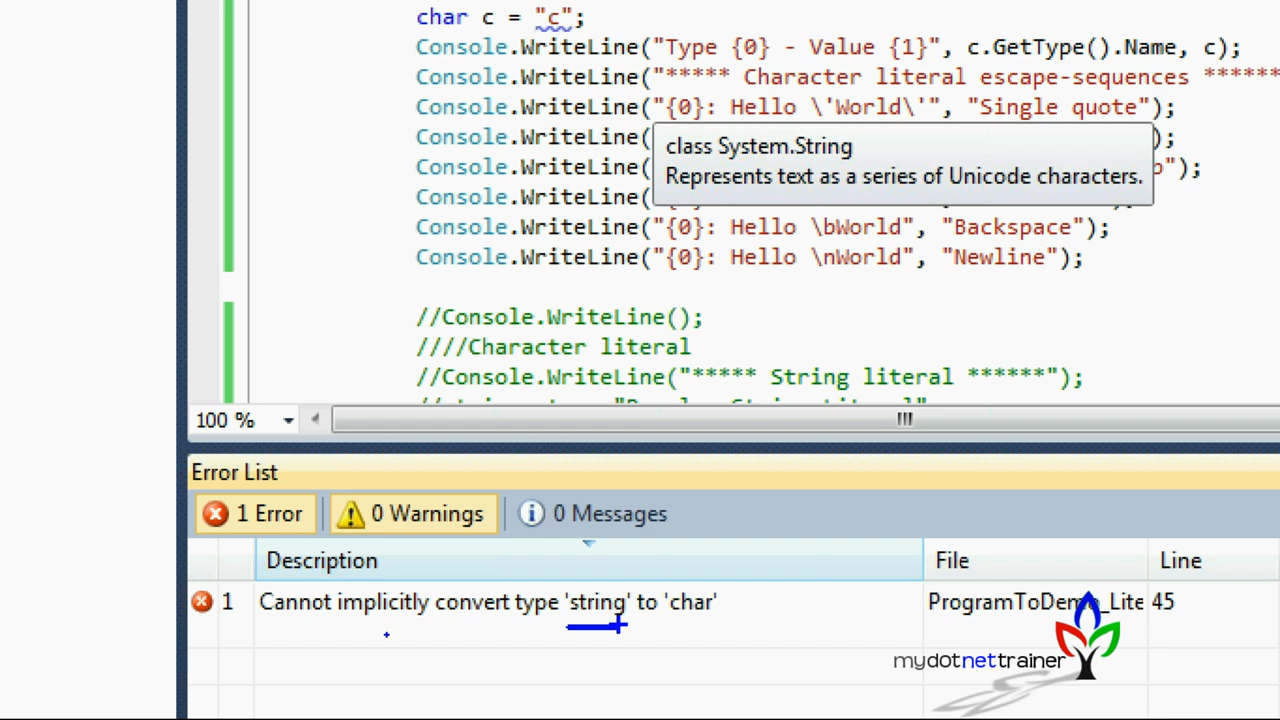 char c = "c";
Console.WriteLine("Type {0} - Value {1}", c.GetType().Name, c);
Console.WriteLine("***** Character literal escape-sequences ******
Console.WriteLine("{0}: Hello \'World\'", "Single quote");
Console.WriteLine( );
class System.String
Represents text as a series of Unicode characters.
Console.WriteLine( ");
Console.WriteLine(
Console.WriteLine("{0}: Hello \bWorld", "Backspace");
Console.WriteLine("{0}: Hello \nWorld", "Newline");
//Console.WriteLine();
////Character literal
//Console.WriteLine("***** String literal ******");
100 %
Error List
1 Error 0 Warnings 0 Messages
Description File Line
1 Cannot implicitly convert type 'string' to 'char' ProgramToDemo_Lite 45
mydotnettrainer